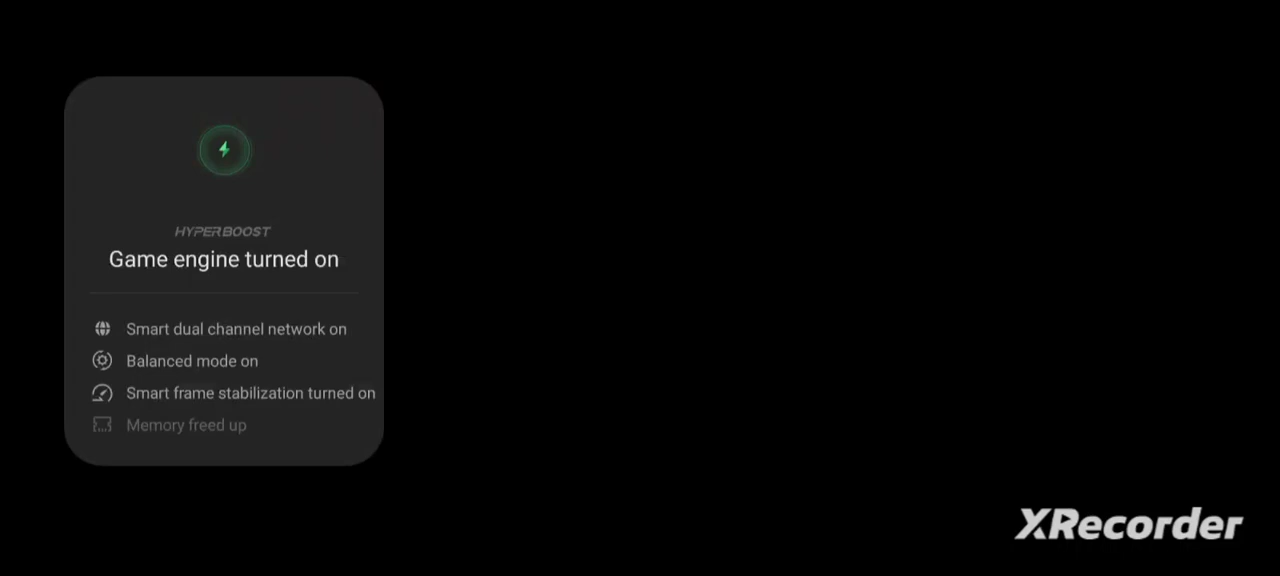 HYPERBOOST
Game engine turned on
Smart dual channel network on
Balanced mode on
Smart frame stabilization turned on
Memory freed up
XRecorder